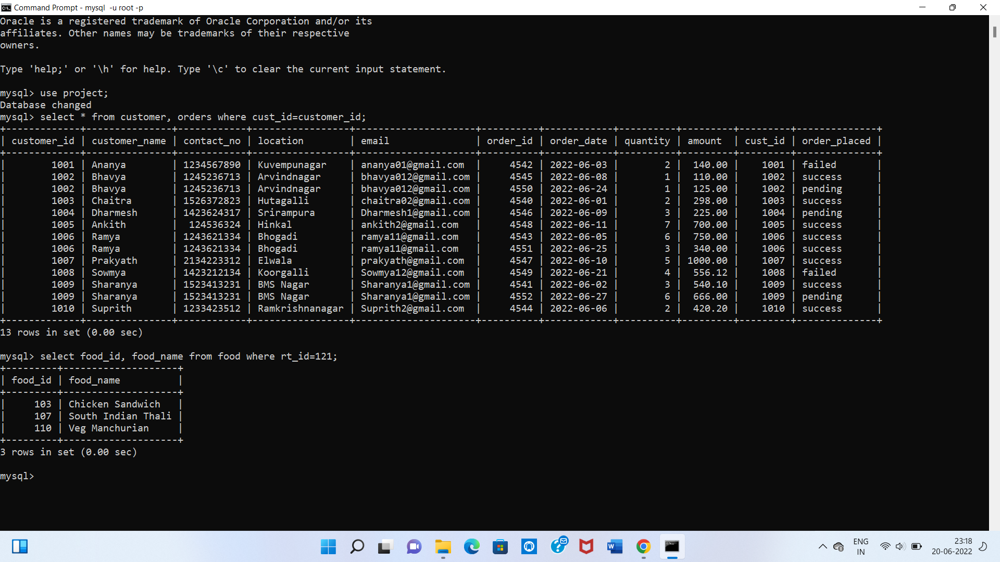 Command Prompt - mysql  -u root -p
Oracle is a registered trademark of Oracle Corporation and/or its
affiliates. Other names may be trademarks of their respective
owners.
Type 'help;' or '\h' for help. Type '\c' to clear the current input statement.
mysql> use project;
Database changed
mysql> select * from customer, orders where cust_id=customer_id;
| customer_id | customer_name | contact_no | location | email | order_id | order_date | quantity | amount | cust_id | order_placed |
| 1001 | Ananya | 1234567890 | Kuvempunagar | ananya01@gmail.com | 4542 | 2022-06-03 | 2 | 140.00 | 1001 | failed |
| 1002 | Bhavya | 1245236713 | Arvindnagar | bhavya012@gmail.com | 4545 | 2022-06-08 | 1 | 110.00 | 1002 | success |
| 1002 | Bhavya | 1245236713 | Arvindnagar | bhavya012@gmail.com | 4550 | 2022-06-24 | 1 | 125.00 | 1002 | pending |
| 1003 | Chaitra | 1526372823 | Hutagalli | chaitra02@gmail.com | 4540 | 2022-06-01 | 2 | 298.00 | 1003 | success |
| 1004 | Dharmesh | 1423624317 | Srirampura | Dharmesh1@gmail.com | 4546 | 2022-06-09 | 3 | 225.00 | 1004 | pending |
| 1005 | Ankith | 124536324 | Hinkal | ankith2@gmail.com | 4548 | 2022-06-11 | 7 | 700.00 | 1005 | success |
| 1006 | Ramya | 1243621334 | Bhogadi | ramya11@gmail.com | 4543 | 2022-06-05 | 6 | 750.00 | 1006 | success |
| 1006 | Ramya | 1243621334 | Bhogadi | ramya11@gmail.com | 4551 | 2022-06-25 | 3 | 340.00 | 1006 | success |
| 1007 | Prakyath | 2134223312 | Elwala | prakyath@gmail.com | 4547 | 2022-06-10 | 5 | 1000.00 | 1007 | success |
| 1008 | Sowmya | 1423212134 | Koorgalli | Sowmya12@gmail.com | 4549 | 2022-06-21 | 4 | 556.12 | 1008 | failed |
| 1009 | Sharanya | 1523413231 | BMS Nagar | Sharanya1@gmail.com | 4541 | 2022-06-02 | 3 | 540.10 | 1009 | success |
| 1009 | Sharanya | 1523413231 | BMS Nagar | Sharanya1@gmail.com | 4552 | 2022-06-27 | 6 | 666.00 | 1009 | pending |
| 1010 | Suprith | 1233423512 | Ramkrishnanagar | Suprith2@gmail.com | 4544 | 2022-06-06 | 2 | 420.20 | 1010 | success |
13 rows in set (0.00 sec)
mysql> select food_id, food_name from food where rt_id=121;
| food_id | food_name |
| 103 | Chicken Sandwich |
| 107 | South Indian Thali |
| 110 | Veg Manchurian |
3 rows in set (0.00 sec)
mysql>
ENG
IN
23:18
20-06-2022